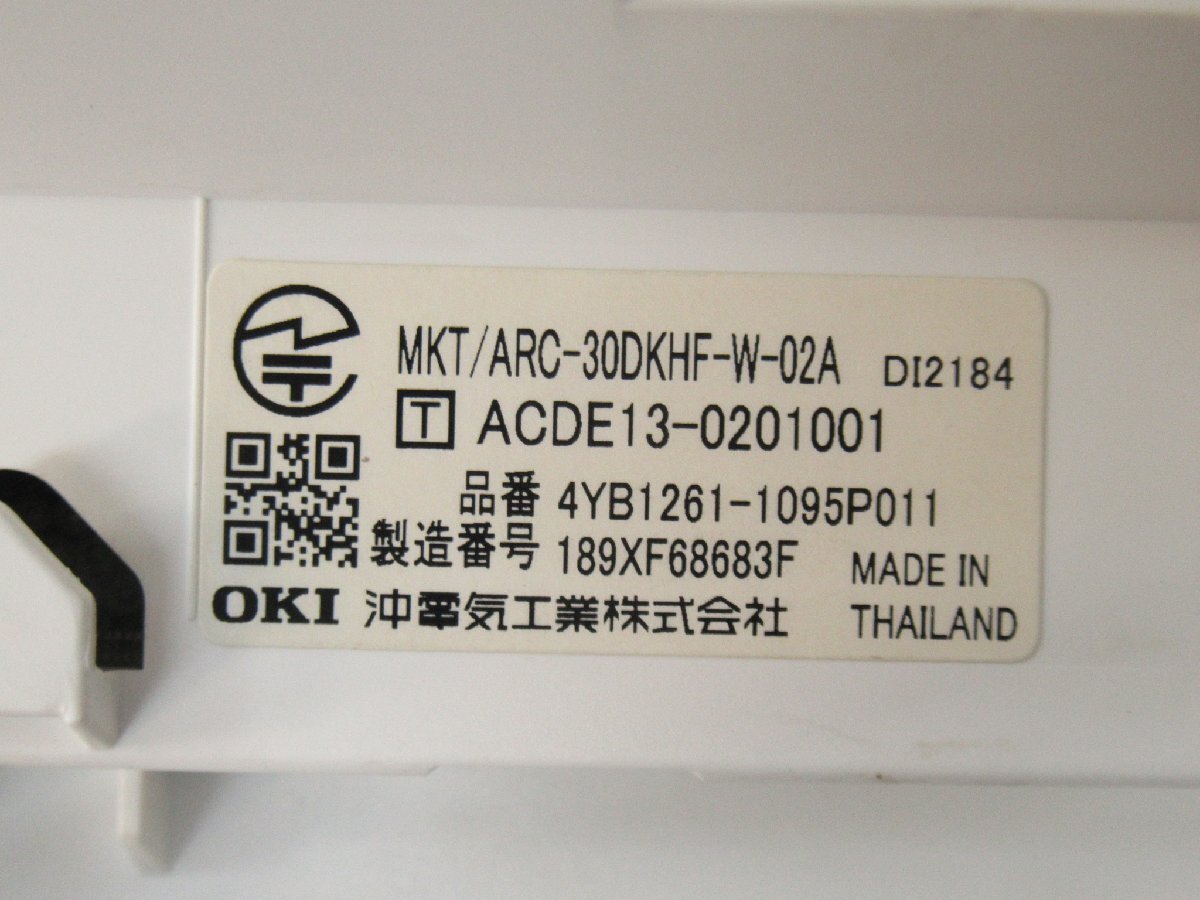 MKT/ARC-30DKHF-W-02A DI2184
T ACDE13-0201001
品番 4YB1261-1095P011
製造番号 189XF68683F
MADE IN
THAILAND
OKI 沖電気工業株式会社